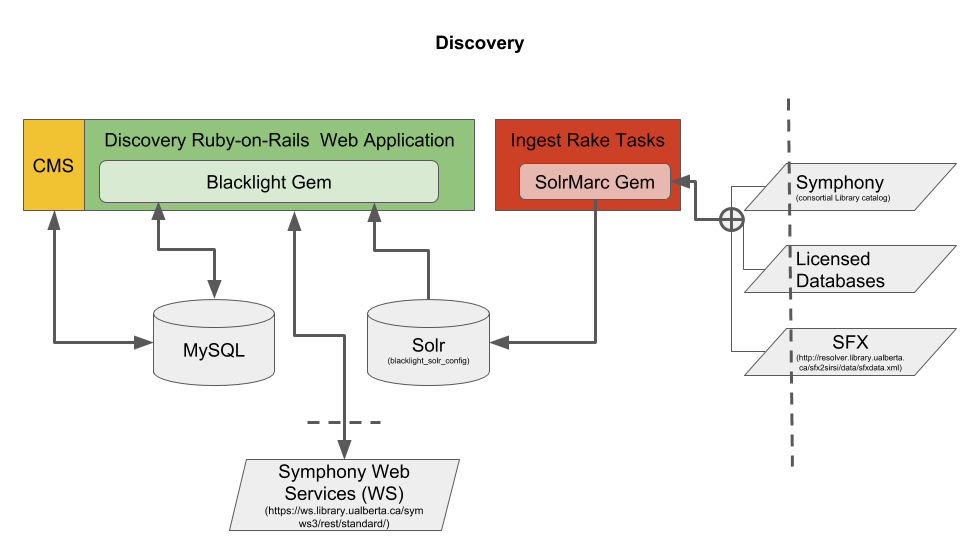 Discovery
CMS
Discovery Ruby-on-Rails  Web Application
Blacklight Gem
Ingest Rake Tasks
SolrMarc Gem
Symphony
(consortial Library catalog)
Licensed
Databases
SFX
(http://resolver.library.ualberta.
ca/sfx2sirsi/data/sfxdata.xml)
MySQL
Solr
(blacklight_solr_config)
Symphony Web
Services (WS)
(https://ws.library.ualberta.ca/sym
ws3/rest/standard/)